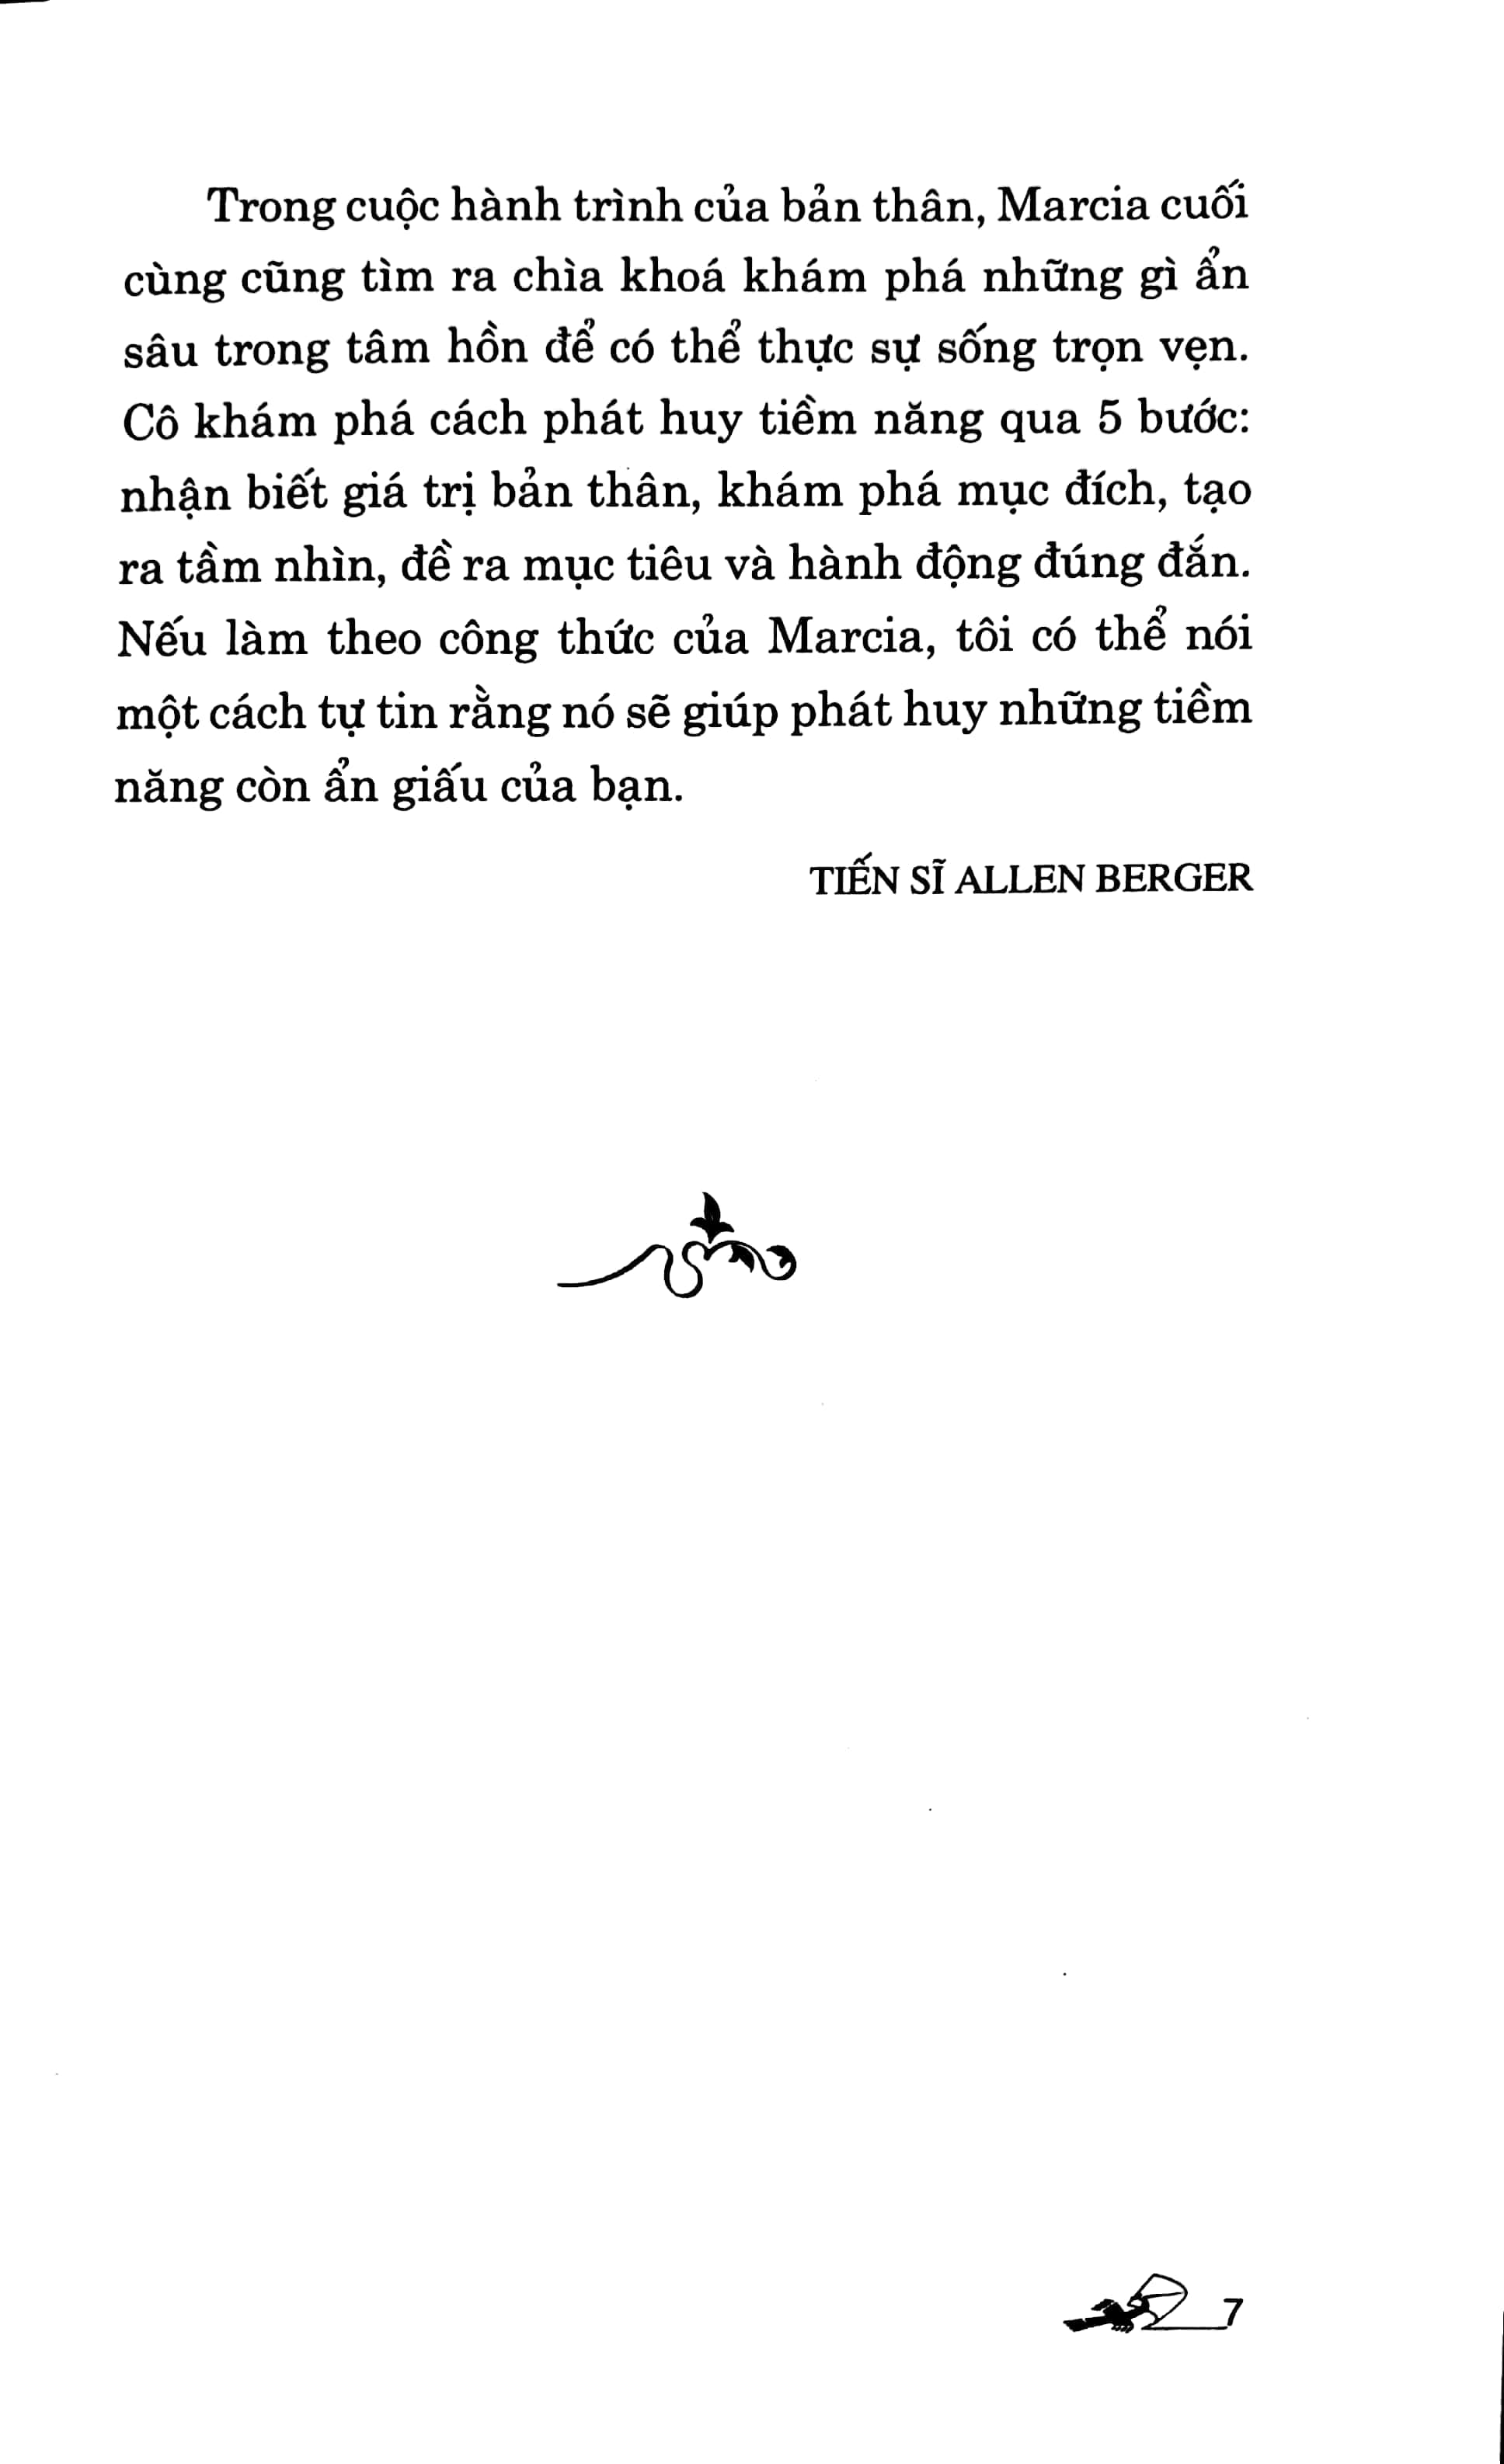 Trong cuộc hành trình của bản thân, Marcia cuối
cùng cũng tìm ra chìa khoá khám phá những gì ẩn
sâu trong tâm hồn để có thể thực sự sống trọn vẹn.
Cô khám phá cách phát huy tiềm năng qua 5 bước:
nhận biết giá trị bản thân, khám phá mục đích, tạo
ra tầm nhìn, đề ra mục tiêu và hành động đúng đắn.
Nếu làm theo công thức của Marcia, tôi có thể nói
một cách tự tin rằng nó sẽ giúp phát huy những tiềm
năng còn ẩn giấu của bạn.
TIẾN SĨ ALLEN BERGER
7